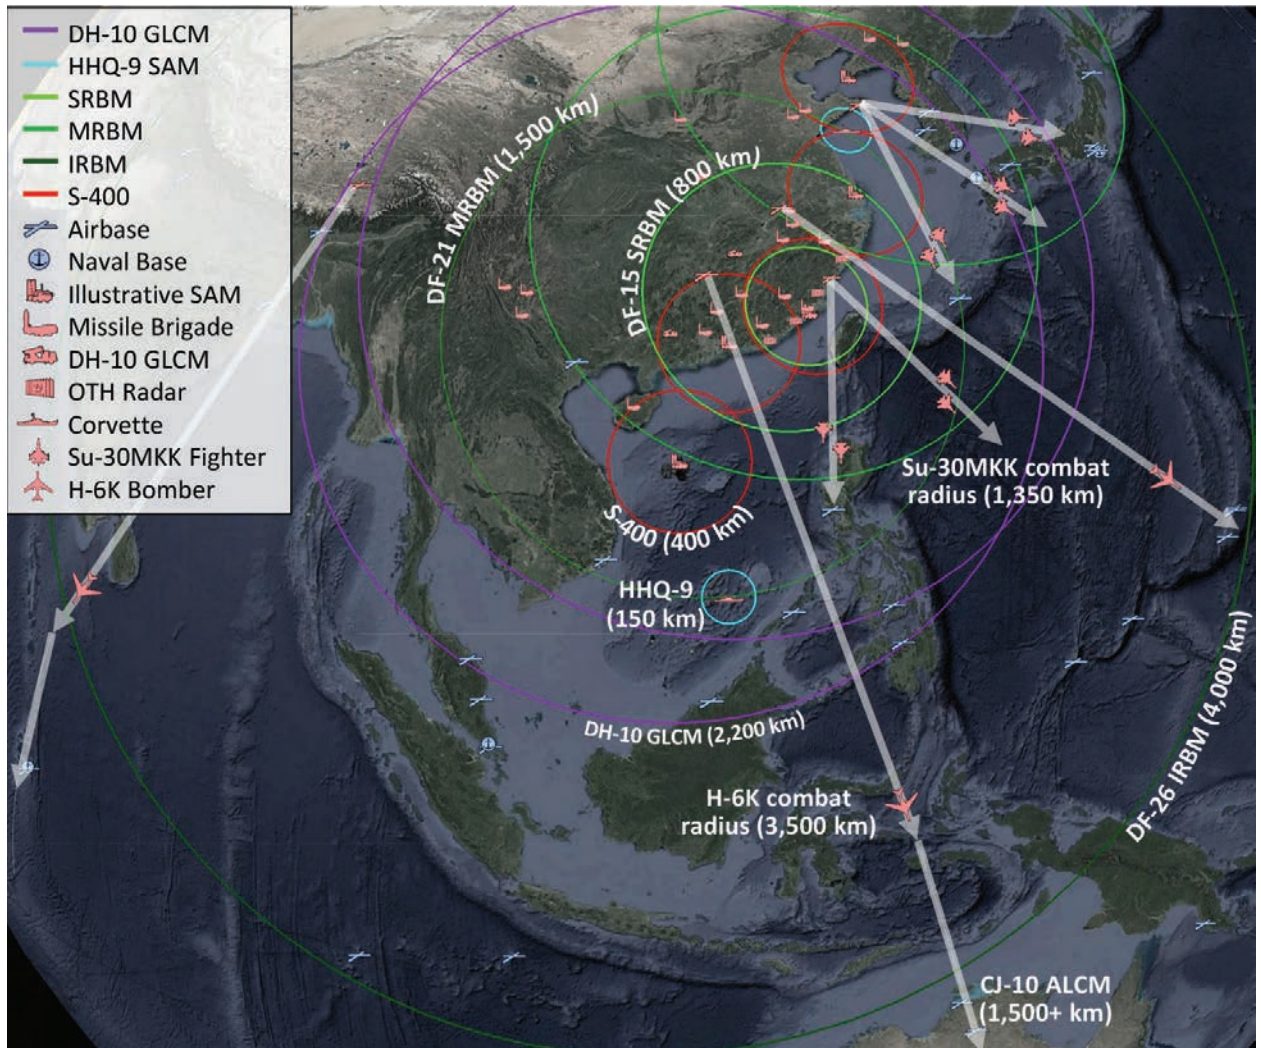 DH-10 GLCM
HHQ-9 SAM
SRBM
MRBM
IRBM
S-400
Airbase
Naval Base
Illustrative SAM
Missile Brigade
DH-10 GLCM
OTH Radar
Corvette
Su-30MKK Fighter
H-6K Bomber
DF-21 MRBM (1,500 km)
DF-15 SRBM (800 km)
Su-30MKK combat
radius (1,350 km)
S-400 (400 km)
HHQ-9
(150 km)
DH-10 GLCM (2,200 km)
DF-26 IRBM (4,000 km)
H-6K combat
radius (3,500 km)
CJ-10 ALCM
(1,500+ km)